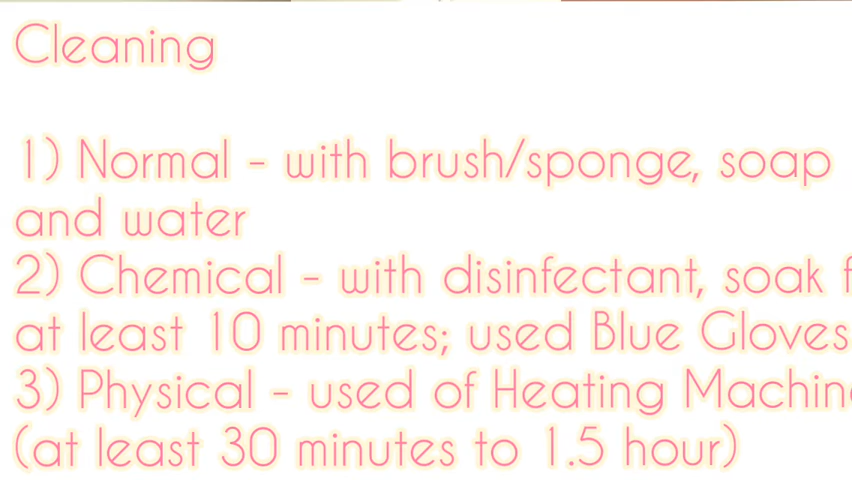 Cleaning
1) Normal - with brush/sponge, soap
and water
2) Chemical - with disinfectant, soak
at least 10 minutes; used Blue Gloves
3) Physical - used of Heating
(at least 30 minutes to 1.5 hour)